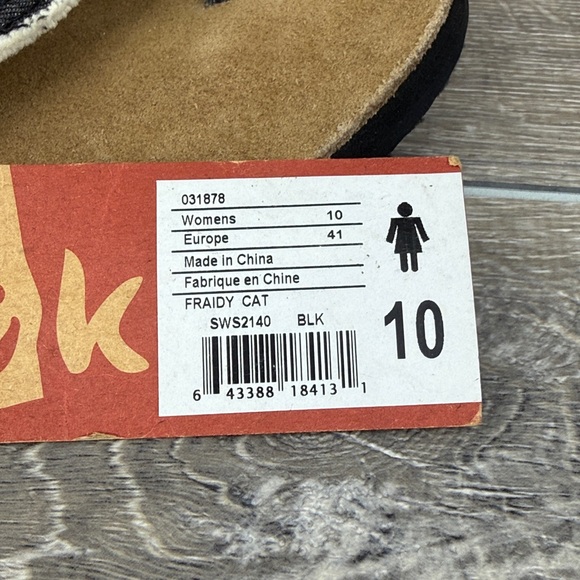 031878
Womens 10
Europe 41
Made in China
Fabrique en Chine
FRAIDY CAT
SWS2140 BLK
10
6 43388 18413 1